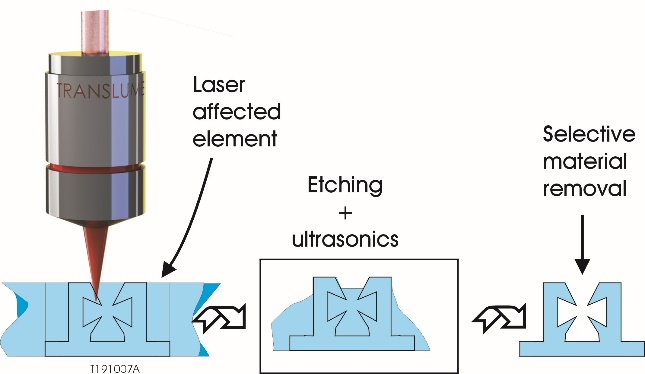 TRANSLUME
Laser
affected
element
Etching
+
ultrasonics
Selective
material
removal
T191037A